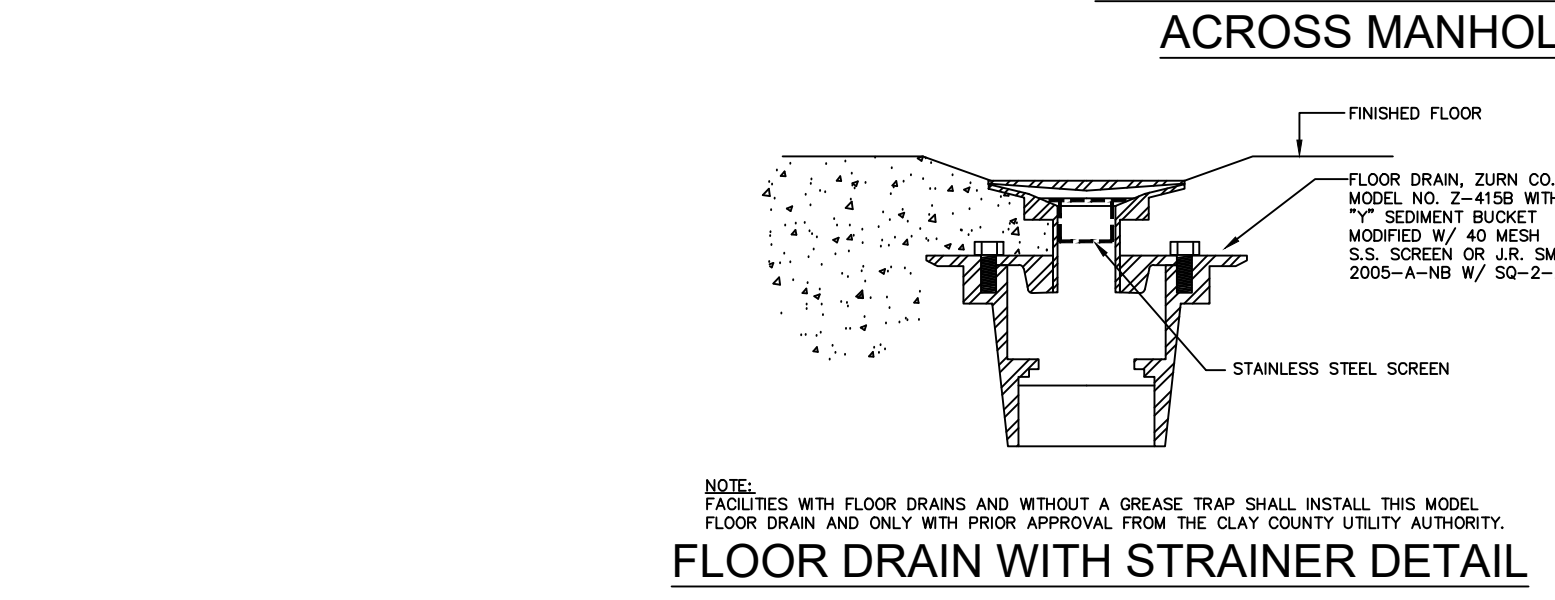 ACROSS MANHOL
FINISHED FLOOR
FLOOR DRAIN, ZURN CO.
MODEL NO. Z-415B WITH
"Y" SEDIMENT BUCKET
MODIFIED W/ 40 MESH
S.S. SCREEN OR J.R. SM
2005-A-NB W/ SQ-2-
STAINLESS STEEL SCREEN
NOTE:
FACILITIES WITH FLOOR DRAINS AND WITHOUT A GREASE TRAP SHALL INSTALL THIS MODEL
FLOOR DRAIN AND ONLY WITH PRIOR APPROVAL FROM THE CLAY COUNTY UTILITY AUTHORITY.
FLOOR DRAIN WITH STRAINER DETAIL